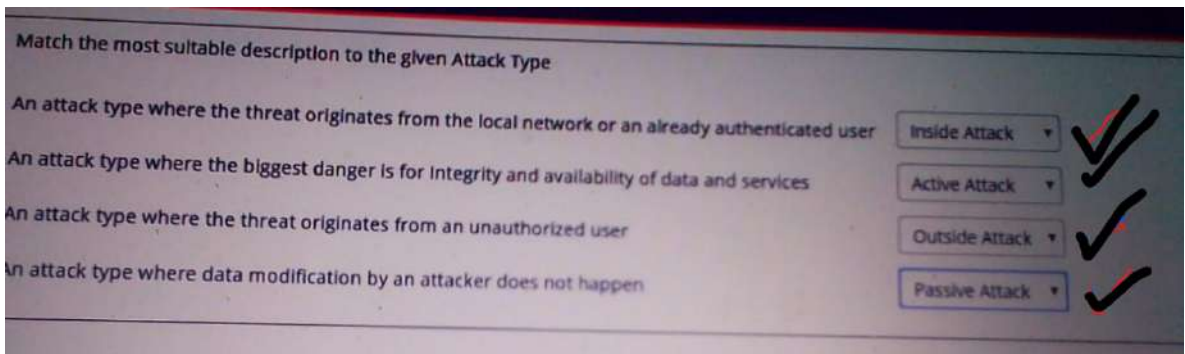 Match the most suitable description to the given Attack Type
An attack type where the threat originates from the local network or an already authenticated user Inside Attack
An attack type where the biggest danger is for Integrity and availability of data and services Active Attack
An attack type where the threat originates from an unauthorized user Outside Attack
An attack type where data modification by an attacker does not happen Passive Attack